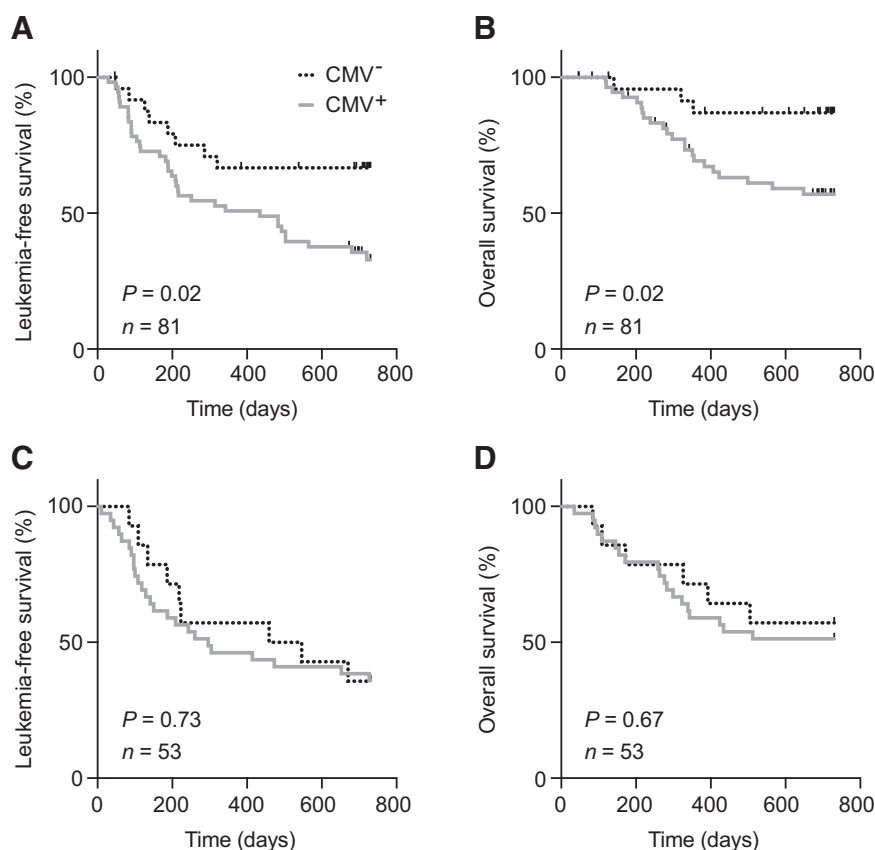 A
Leukemia-free survival (%)
100
50
0
CMV⁻
CMV⁺
P = 0.02
n = 81
0 200 400 600 800
Time (days)
B
Overall survival (%)
100
50
0
P = 0.02
n = 81
0 200 400 600 800
Time (days)
C
Leukemia-free survival (%)
100
50
0
P = 0.73
n = 53
0 200 400 600 800
Time (days)
D
Overall survival (%)
100
50
0
P = 0.67
n = 53
0 200 400 600 800
Time (days)